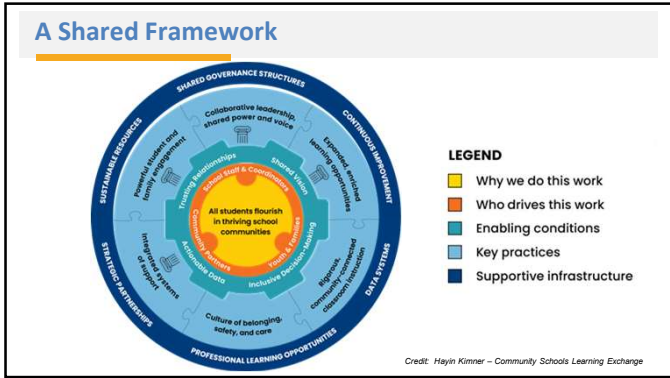 A Shared Framework
SHARED GOVERNANCE STRUCTURES
CONTINUOUS IMPROVEMENT
DATA SYSTEMS
PROFESSIONAL LEARNING OPPORTUNITIES
STRATEGIC PARTNERSHIPS
SUSTAINABLE RESOURCES
Collaborative leadership,
shared power and voice
Expanded, enriched
learning opportunities
Rigorous,
community-connected
classroom instruction
Culture of belonging,
safety, and care
Integrated systems
of support
Powerful student and
family engagement
Trusting Relationships
Shared Vision
Inclusive Decision-Making
Actionable Data
School Staff & Coordinators
Youth & Families
Community Partners
All students flourish
in thriving school
communities
LEGEND
Why we do this work
Who drives this work
Enabling conditions
Key practices
Supportive infrastructure
Credit: Hayin Kimner – Community Schools Learning Exchange